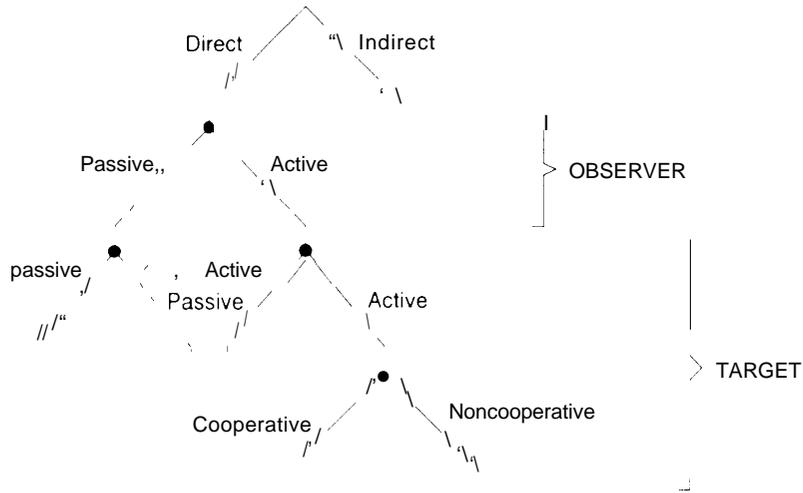 Direct Indirect
Passive,, Active
OBSERVER
passive , Active
Passive Active
TARGET
Cooperative Noncooperative